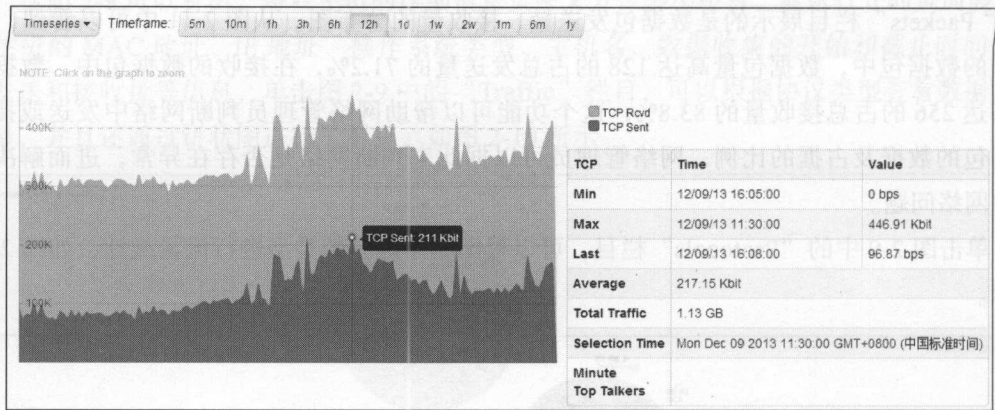 Timeseries Timeframe: 5m 10m 1h 3h 6h 12h 1d 1w 2w 1m 6m 1y
NOTE: Click on the graph to zoom
TCP Rcvd
TCP Sent
400K
300K
200K
100K
TCP Sent: 211 Kbit
TCP Time Value
Min 12/09/13 16:05:00 0 bps
Max 12/09/13 11:30:00 446.91 Kbit
Last 12/09/13 16:08:00 96.87 bps
Average 217.15 Kbit
Total Traffic 1.13 GB
Selection Time Mon Dec 09 2013 11:30:00 GMT+0800 (中国标准时间)
Minute
Top Talkers